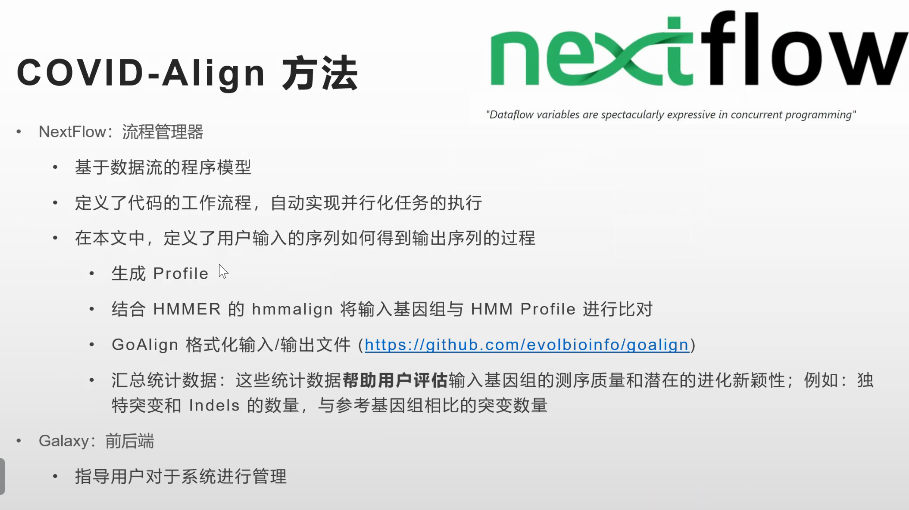 nextflow
COVID-Align 方法
"Dataflow variables are spectacularly expressive in concurrent programming"
• NextFlow：流程管理器
• 基于数据流的程序模型
• 定义了代码的工作流程，自动实现并行化任务的执行
• 在本文中，定义了用户输入的序列如何得到输出序列的过程
• 生成 Profile
• 结合 HMMER 的 hmmalign 将输入基因组与 HMM Profile 进行比对
• GoAlign 格式化输入/输出文件 (https://github.com/evolbioinfo/goalign)
• 汇总统计数据：这些统计数据帮助用户评估输入基因组的测序质量和潜在的进化新颖性；例如：独
特突变和 Indels 的数量，与参考基因组相比的突变数量
• Galaxy：前后端
• 指导用户对于系统进行管理